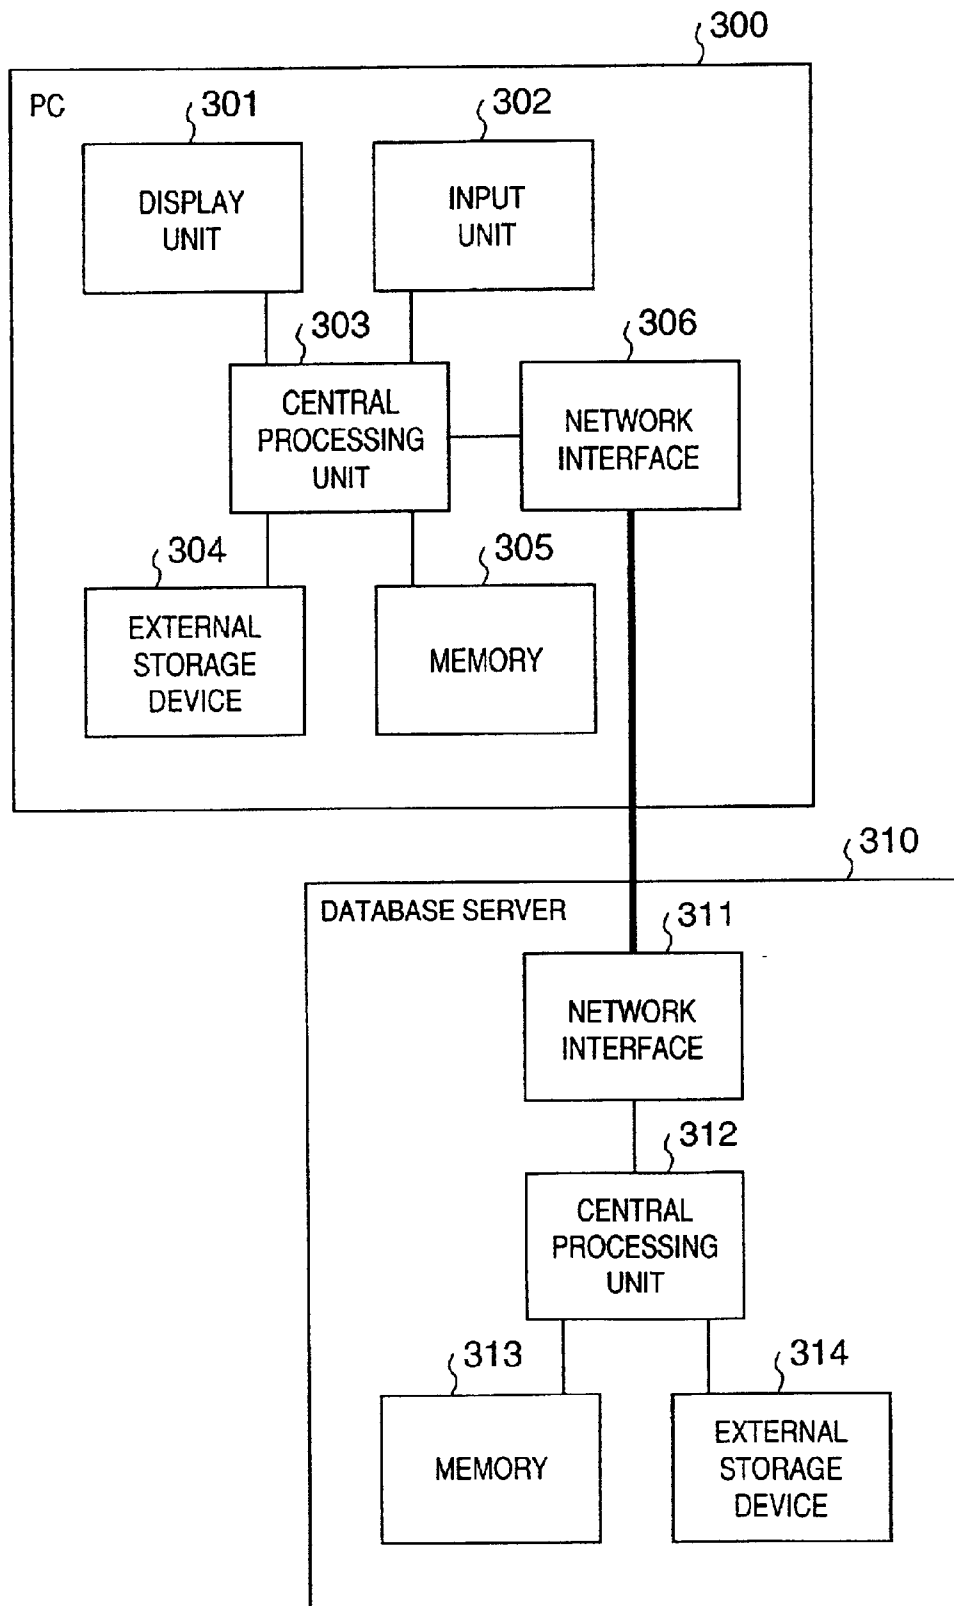 300
PC
301
302
DISPLAY
UNIT
INPUT
UNIT
303
306
CENTRAL
PROCESSING
UNIT
NETWORK
INTERFACE
304
305
EXTERNAL
STORAGE
DEVICE
MEMORY
310
DATABASE SERVER
311
NETWORK
INTERFACE
312
CENTRAL
PROCESSING
UNIT
313
314
MEMORY
EXTERNAL
STORAGE
DEVICE